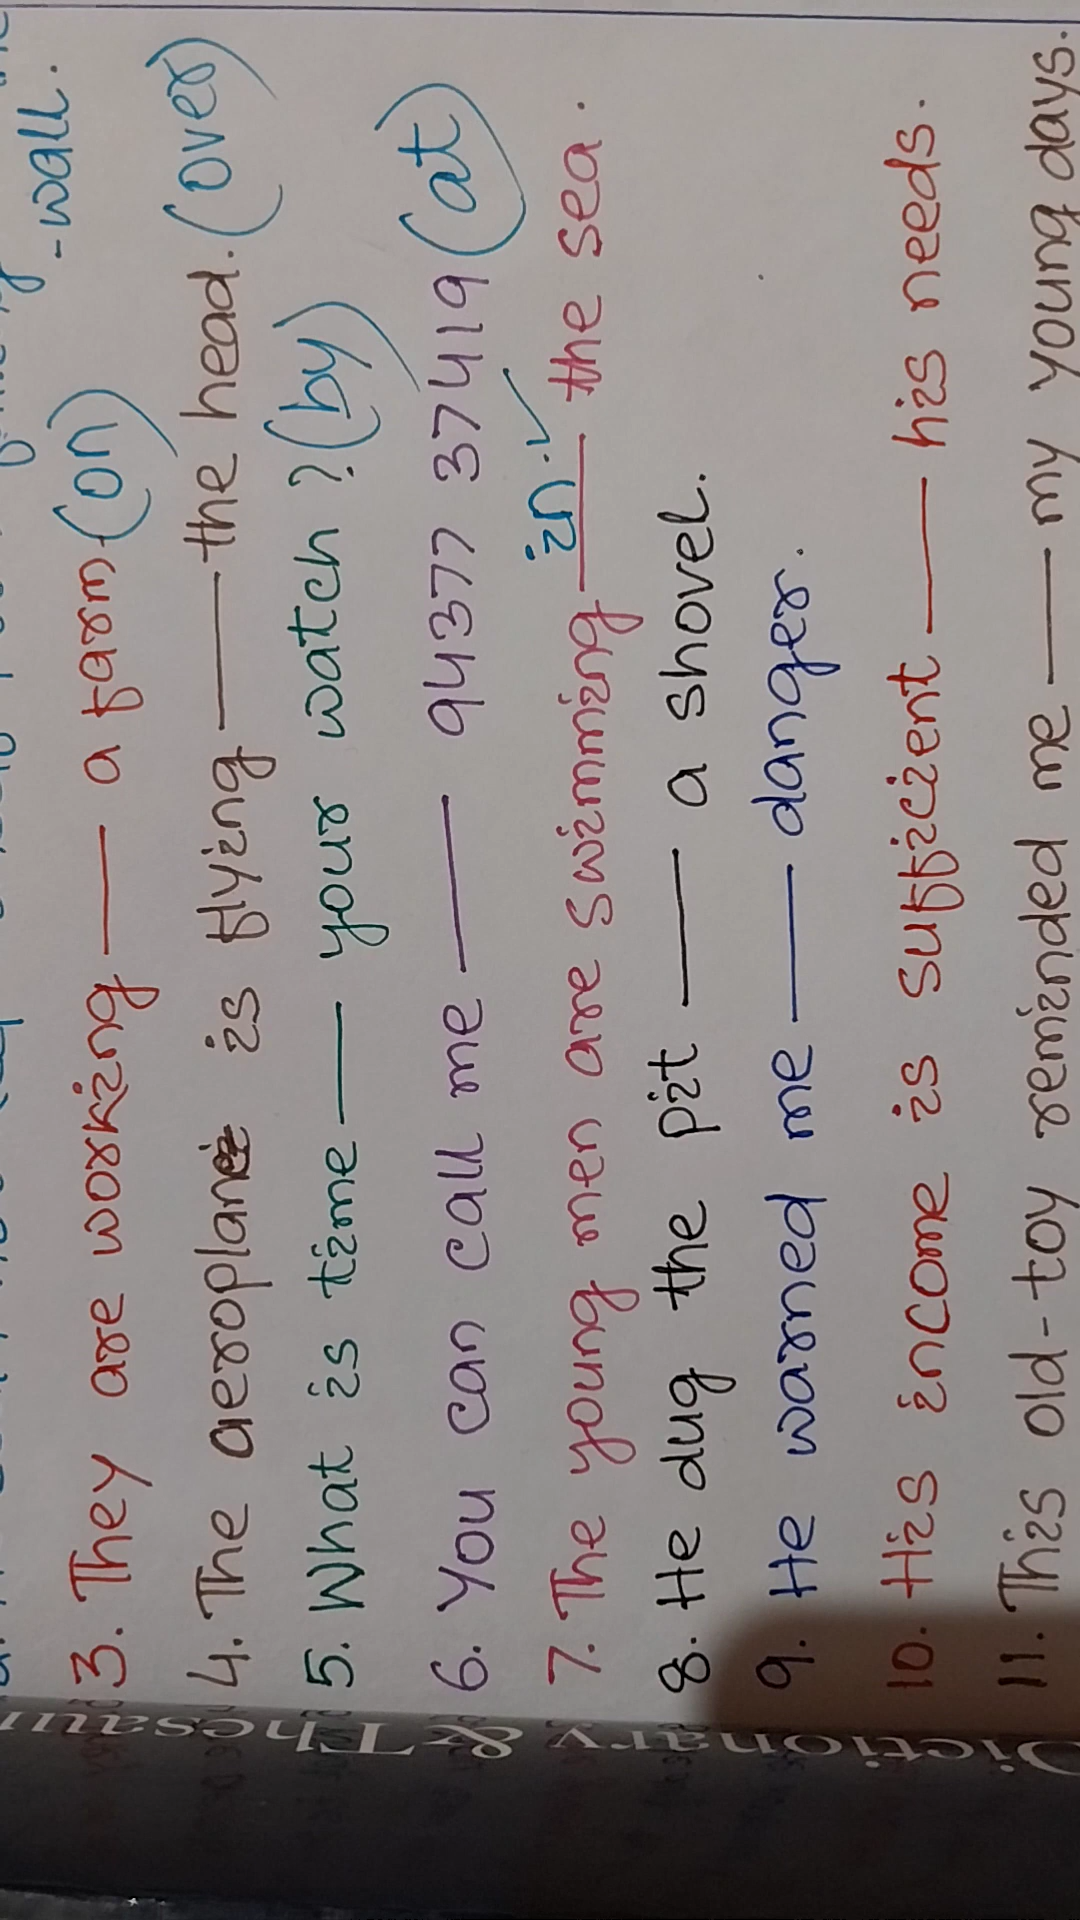 -wall.
3. They are working — a farm. (on)
4. The aeroplane is flying — the head. (over)
5. What is time — your watch ? (by)
6. You can call me — 94377 37419 (at)
in.
7. The young men are swimming — the sea.
8. He dug the pit — a shovel.
9. He warned me — danger.
10. His income is sufficient — his needs.
11. This old-toy reminded me — my young days.
Dictionary & Thesaur